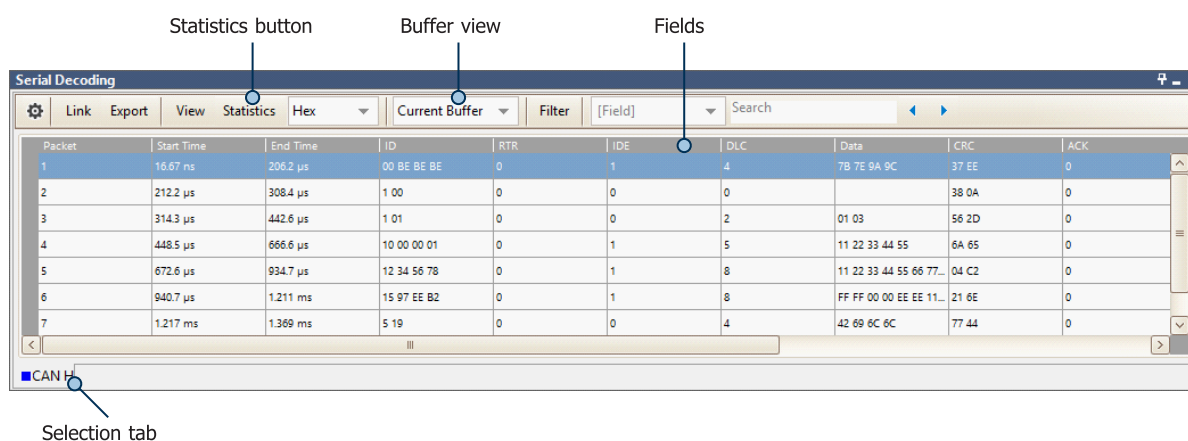 Statistics button Buffer view Fields
Serial Decoding
Link Export View Statistics Hex Current Buffer Filter [Field] Search
Packet Start Time End Time ID RTR IDE DLC Data CRC ACK
1 16.67 ns 206.2 µs 00 BE BE BE 0 1 4 7B 7E 9A 9C 37 EE 0
2 212.2 µs 308.4 µs 1 00 0 0 0 38 0A 0
3 314.3 µs 442.6 µs 1 01 0 0 2 01 03 56 2D 0
4 448.5 µs 666.6 µs 10 00 00 01 0 1 5 11 22 33 44 55 6A 65 0
5 672.6 µs 934.7 µs 12 34 56 78 0 1 8 11 22 33 44 55 66 77... 04 C2 0
6 940.7 µs 1.211 ms 15 97 EE B2 0 1 8 FF FF 00 00 EE EE 11... 21 6E 0
7 1.217 ms 1.369 ms 5 19 0 0 4 42 69 6C 6C 77 44 0
CAN H
Selection tab